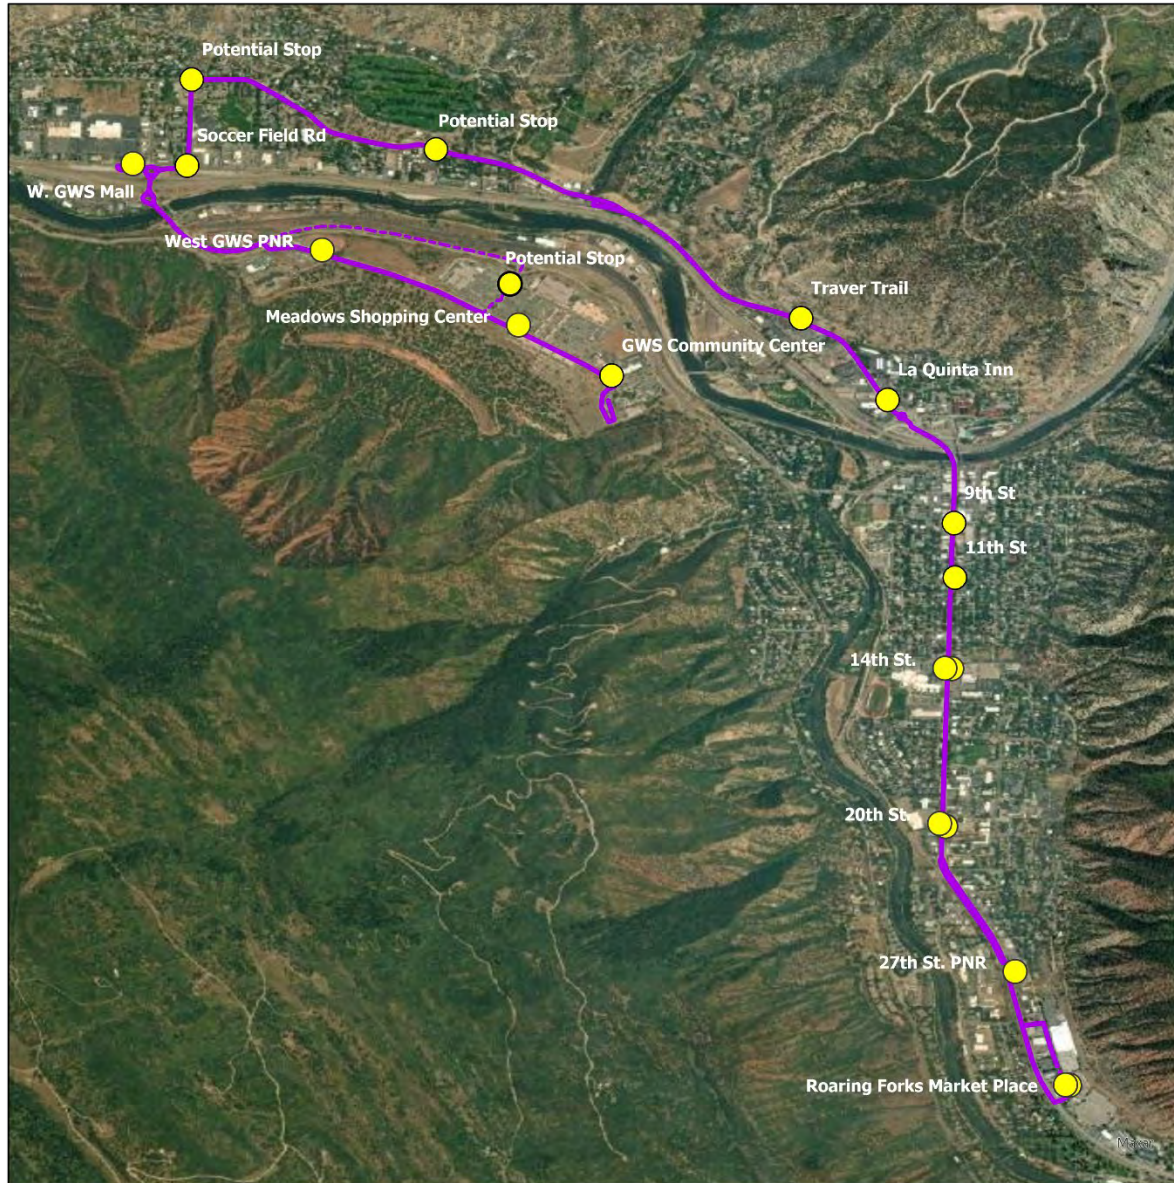 Potential Stop
Potential Stop
Soccer Field Rd
W. GWS Mall
West GWS PNR
Potential Stop
Traver Trail
Meadows Shopping Center
GWS Community Center
La Quinta Inn
9th St
11th St
14th St.
20th St
27th St. PNR
Roaring Forks Market Place
Maxar